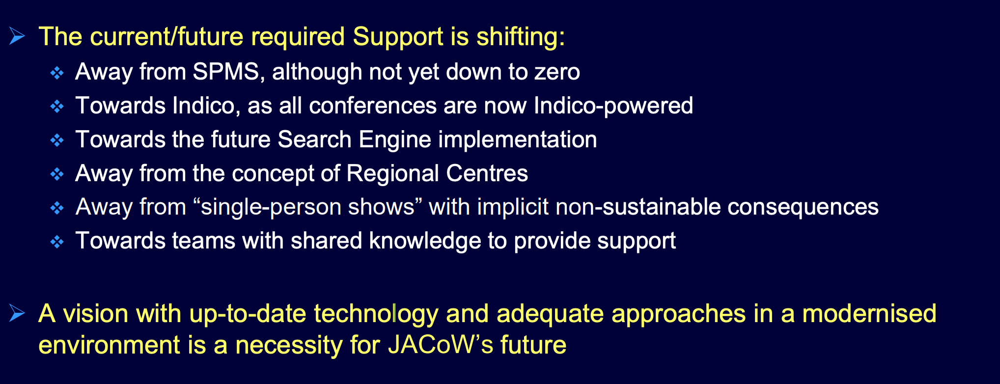 The current/future required Support is shifting:
Away from SPMS, although not yet down to zero
Towards Indico, as all conferences are now Indico-powered
Towards the future Search Engine implementation
Away from the concept of Regional Centres
Away from “single-person shows” with implicit non-sustainable consequences
Towards teams with shared knowledge to provide support
A vision with up-to-date technology and adequate approaches in a modernised
environment is a necessity for JACoW’s future